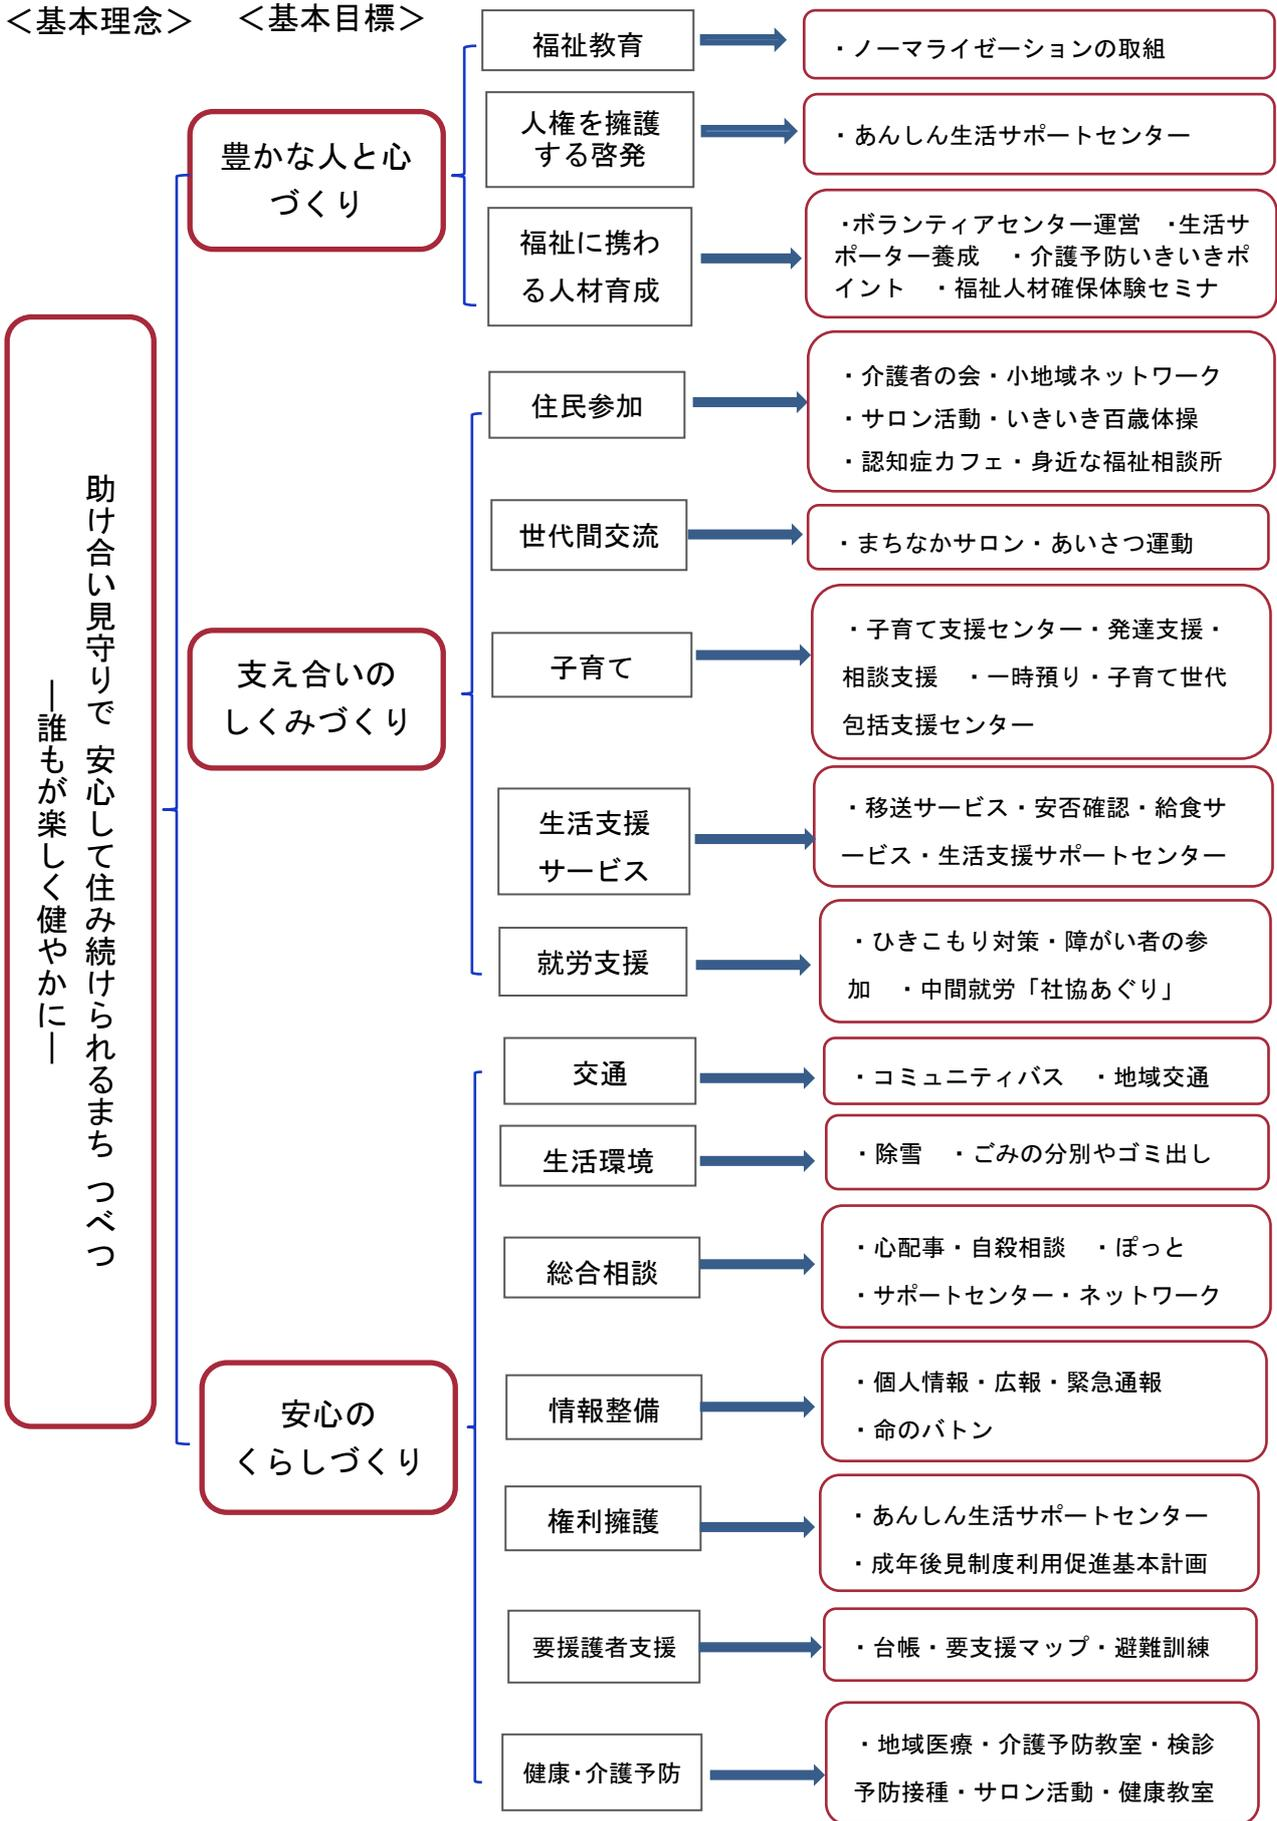 ＜基本理念＞　＜基本目標＞
助け合い見守りで 安心して住み続けられるまち つべつ
―誰もが楽しく健やかに―
豊かな人と心
づくり
福祉教育
・ノーマライゼーションの取組
人権を擁護
する啓発
・あんしん生活サポートセンター
福祉に携わ
る人材育成
・ボランティアセンター運営　・生活サ
ポーター養成　・介護予防いきいきポ
イント　・福祉人材確保体験セミナ
支え合いの
しくみづくり
住民参加
・介護者の会・小地域ネットワーク
・サロン活動・いきいき百歳体操
・認知症カフェ・身近な福祉相談所
世代間交流
・まちなかサロン・あいさつ運動
子育て
・子育て支援センター・発達支援・
相談支援　・一時預り・子育て世代
包括支援センター
生活支援
サービス
・移送サービス・安否確認・給食サ
ービス・生活支援サポートセンター
就労支援
・ひきこもり対策・障がい者の参
加　・中間就労「社協あぐり」
安心の
くらしづくり
交通
・コミュニティバス　・地域交通
生活環境
・除雪　・ごみの分別やゴミ出し
総合相談
・心配事・自殺相談　・ぽっと
・サポートセンター・ネットワーク
情報整備
・個人情報・広報・緊急通報
・命のバトン
権利擁護
・あんしん生活サポートセンター
・成年後見制度利用促進基本計画
要援護者支援
・台帳・要支援マップ・避難訓練
健康・介護予防
・地域医療・介護予防教室・検診
予防接種・サロン活動・健康教室